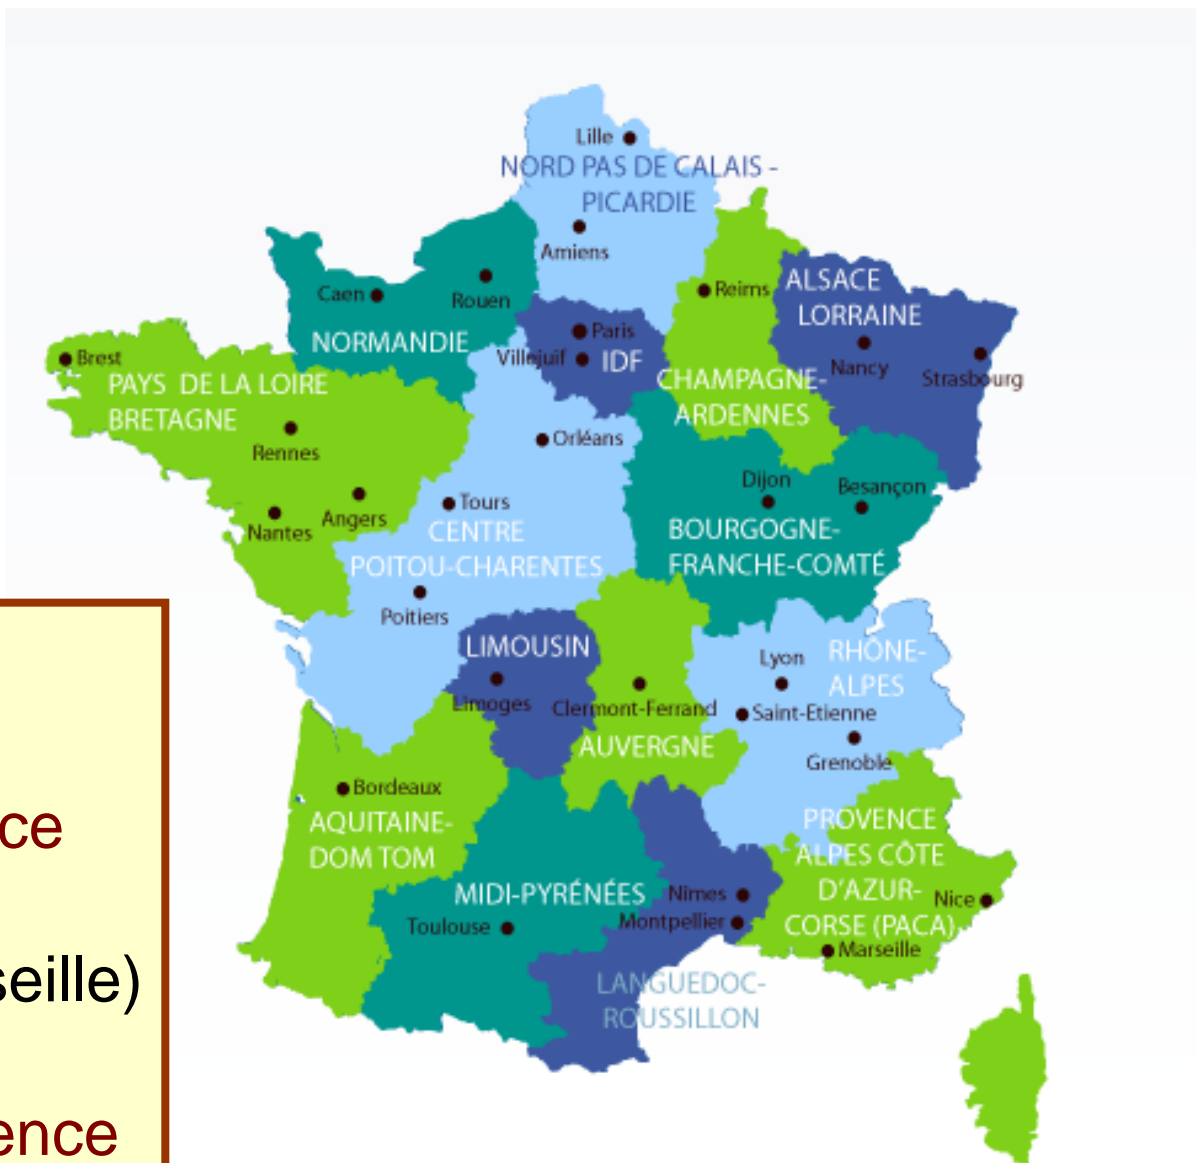 Lille
NORD PAS DE CALAIS -
PICARDIE
Amiens
Caen
Rouen
NORMANDIE
Reims
ALSACE
LORRAINE
Paris
Villejuif
IDF
Nancy
Strasbourg
Brest
PAYS DE LA LOIRE
BRETAGNE
Rennes
CHAMPAGNE-
ARDENNES
Orléans
Nantes
Angers
Tours
CENTRE
POITOU-CHARENTES
Poitiers
Dijon
Besançon
BOURGOGNE-
FRANCHE-COMTÉ
LIMOUSIN
Limoges
Clermont-Ferrand
AUVERGNE
Lyon
RHÔNE-
ALPES
Saint-Etienne
Grenoble
Bordeaux
AQUITAINE-
DOM TOM
MIDI-PYRÉNÉES
Toulouse
Nîmes
Montpellier
PROVENCE
ALPES CÔTE
D'AZUR-
CORSE (PACA)
Nice
Marseille
LANGUEDOC-
ROUSSILLON
ce
seille)
ence